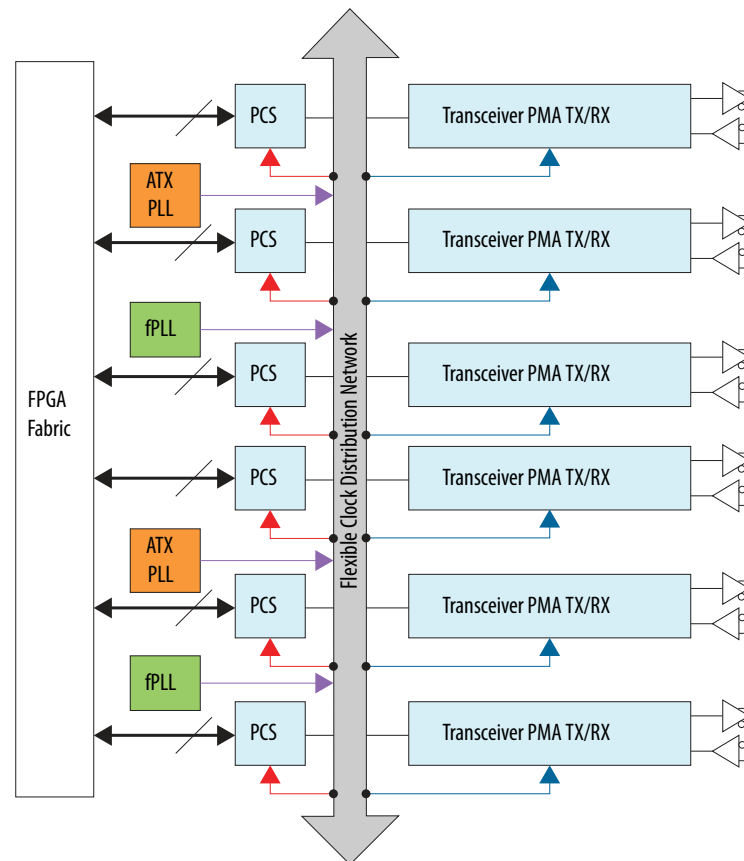 PCS
Transceiver PMA TX/RX
ATX
PLL
PCS
Transceiver PMA TX/RX
fPLL
PCS
Transceiver PMA TX/RX
FPGA
Fabric
Flexible Clock Distribution Network
PCS
Transceiver PMA TX/RX
ATX
PLL
PCS
Transceiver PMA TX/RX
fPLL
PCS
Transceiver PMA TX/RX